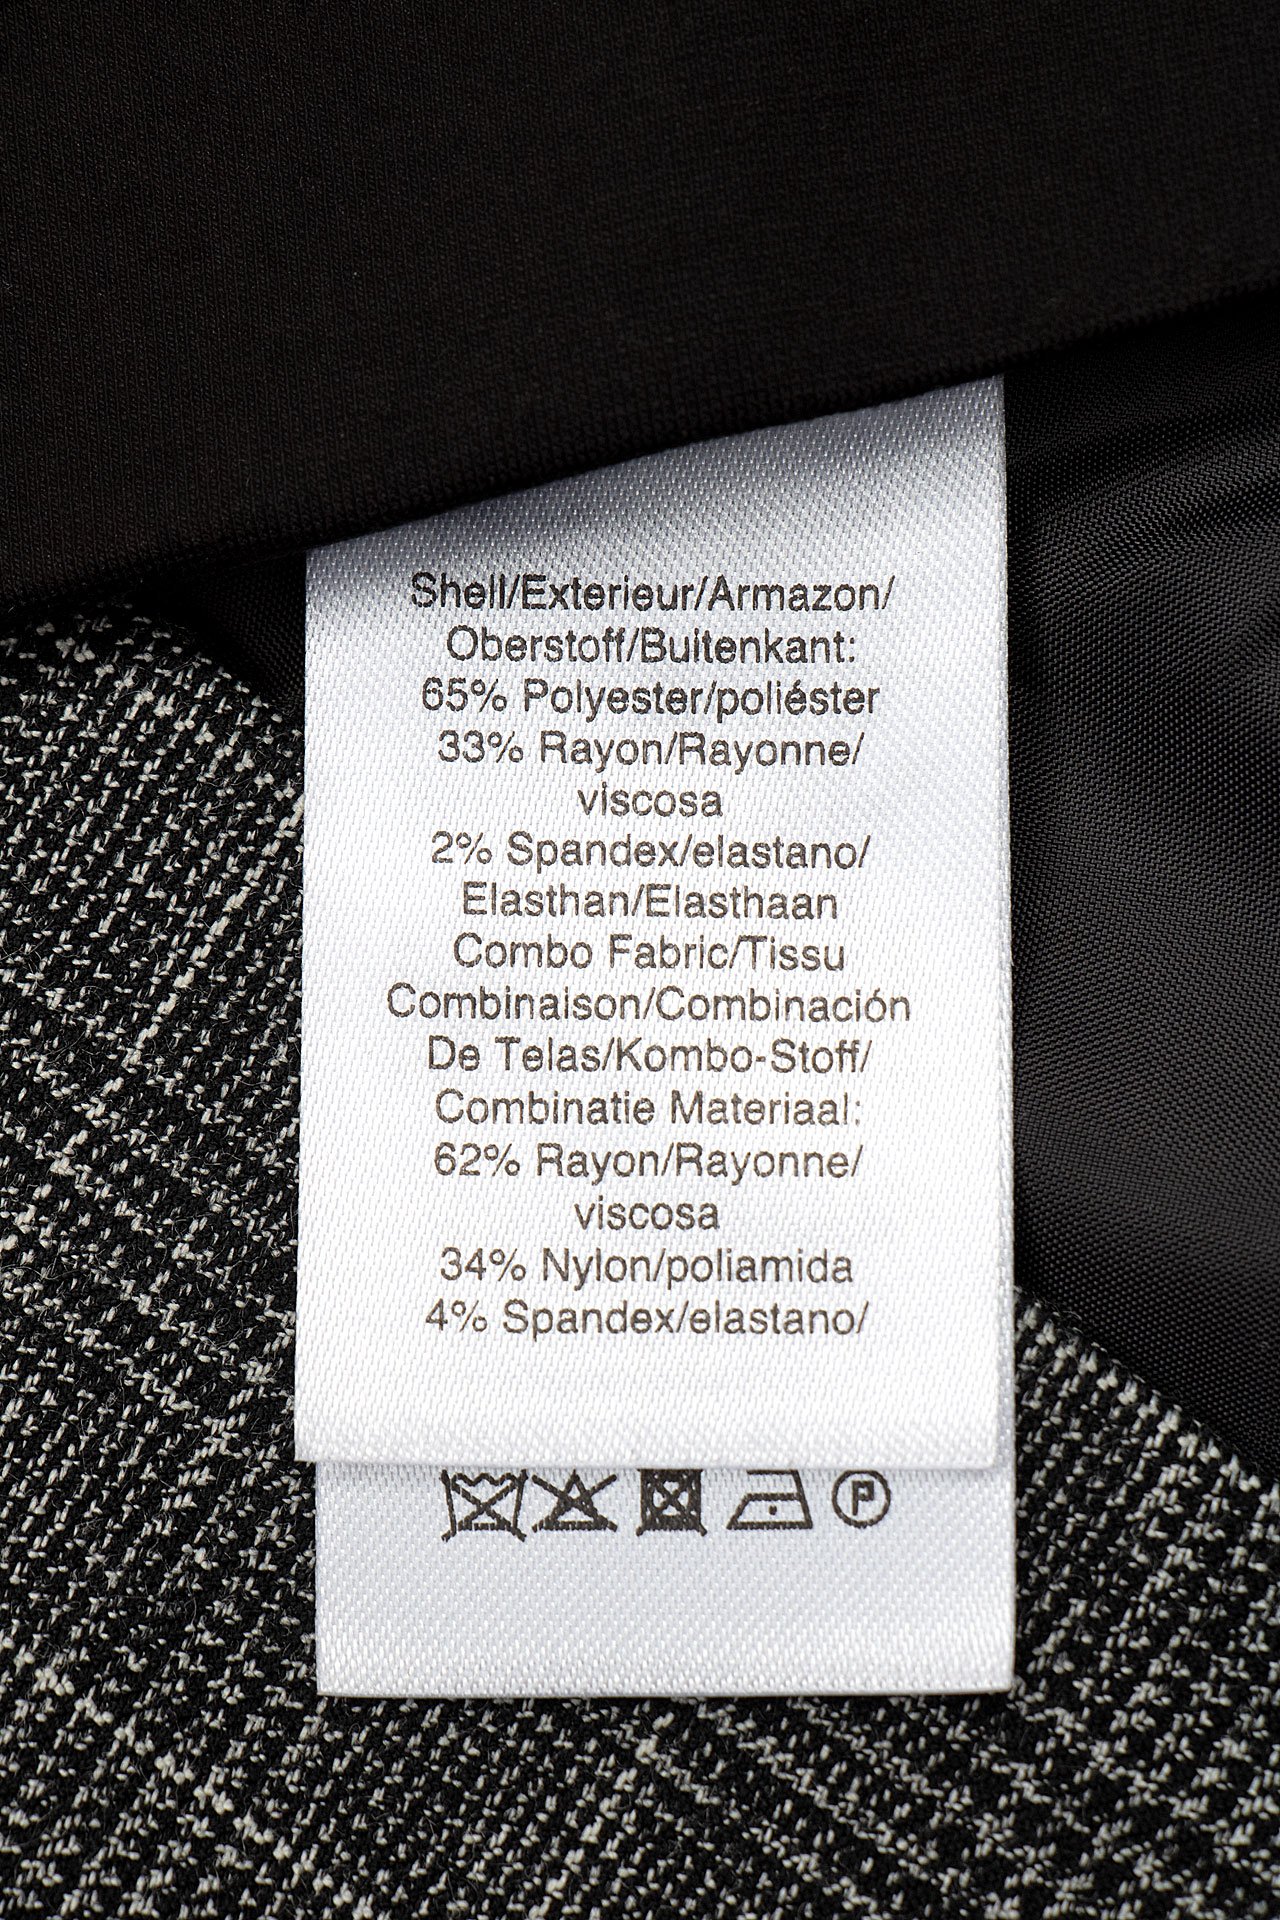 Shell/Exterieur/Armazon/
Oberstoff/Buitenkant:
65% Polyester/poliéster
33% Rayon/Rayonne/
viscosa
2% Spandex/elastano/
Elasthan/Elasthaan
Combo Fabric/Tissu
Combinaison/Combinación
De Telas/Kombo-Stoff/
Combinatie Materiaal:
62% Rayon/Rayonne/
viscosa
34% Nylon/poliamida
4% Spandex/elastano/
P